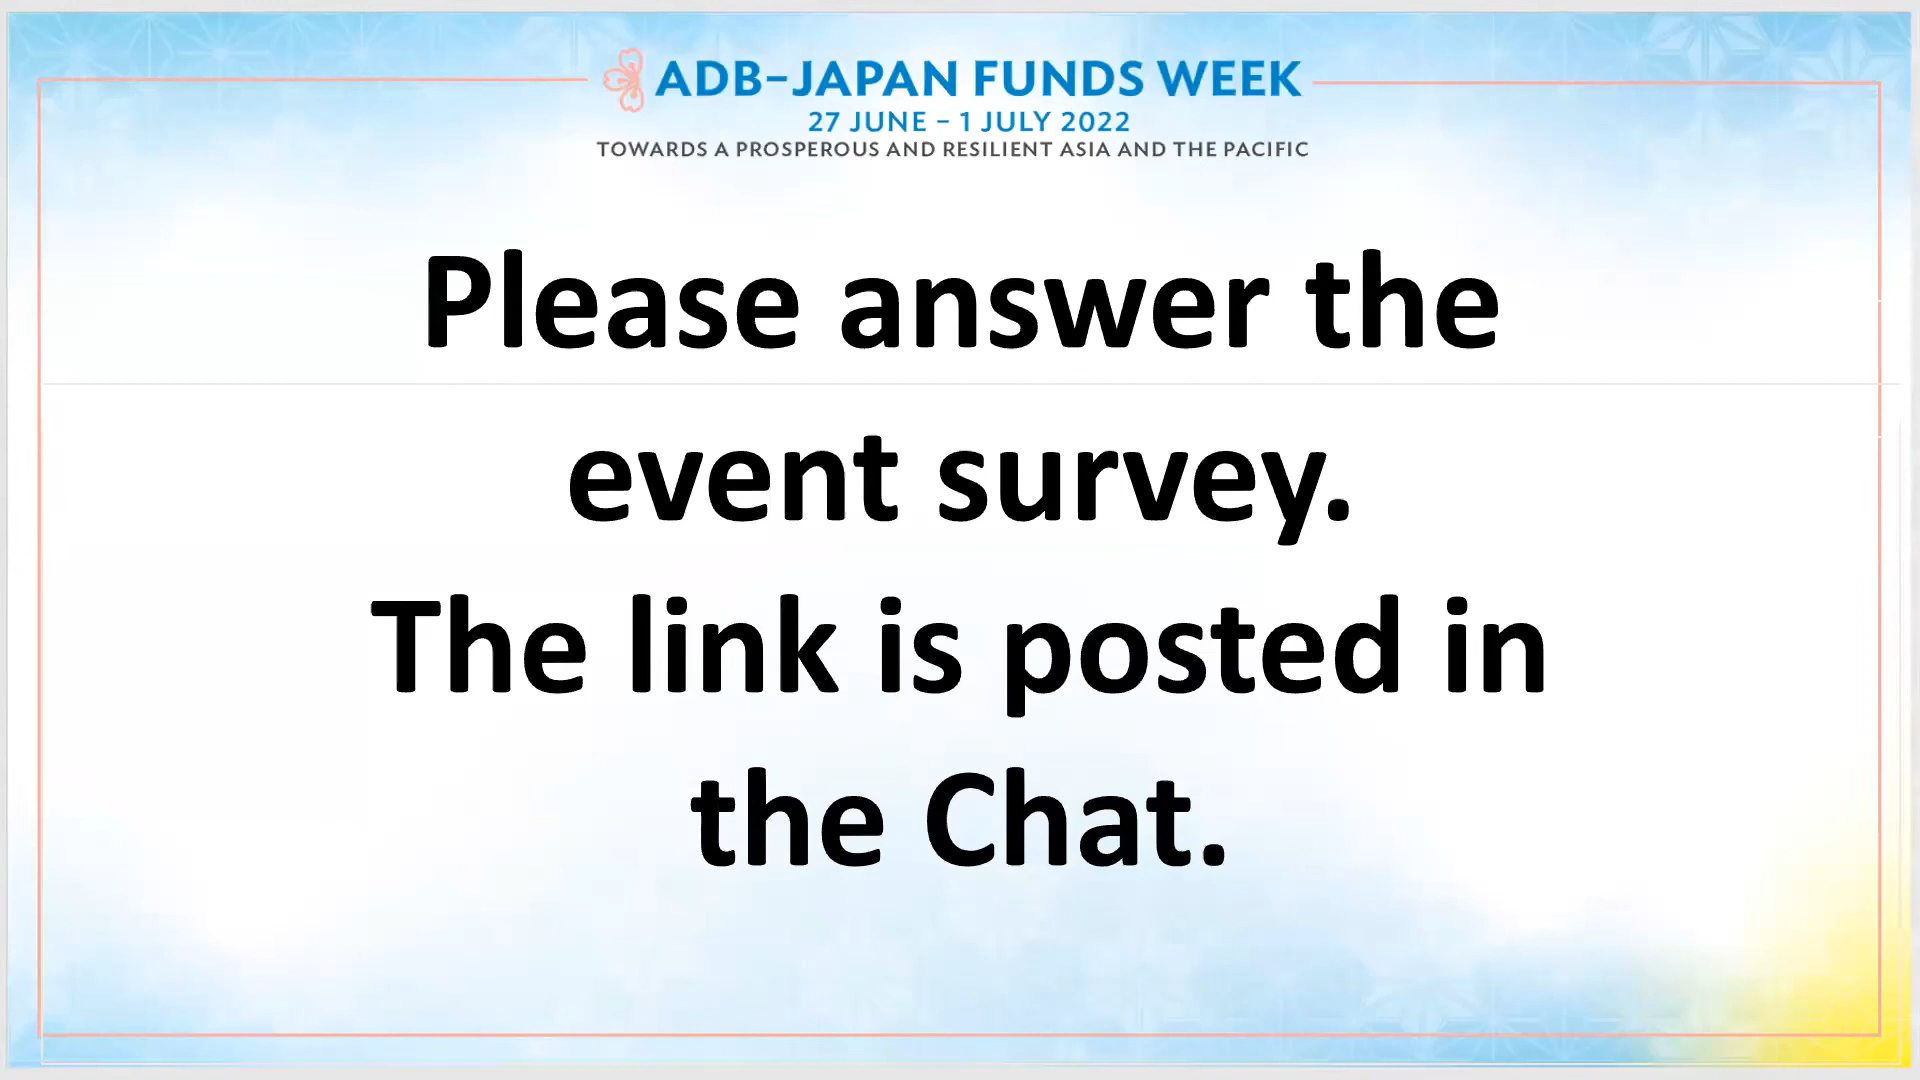 ADB–JAPAN FUNDS WEEK
27 JUNE – 1 JULY 2022
TOWARDS A PROSPEROUS AND RESILIENT ASIA AND THE PACIFIC
Please answer the
event survey.
The link is posted in
the Chat.